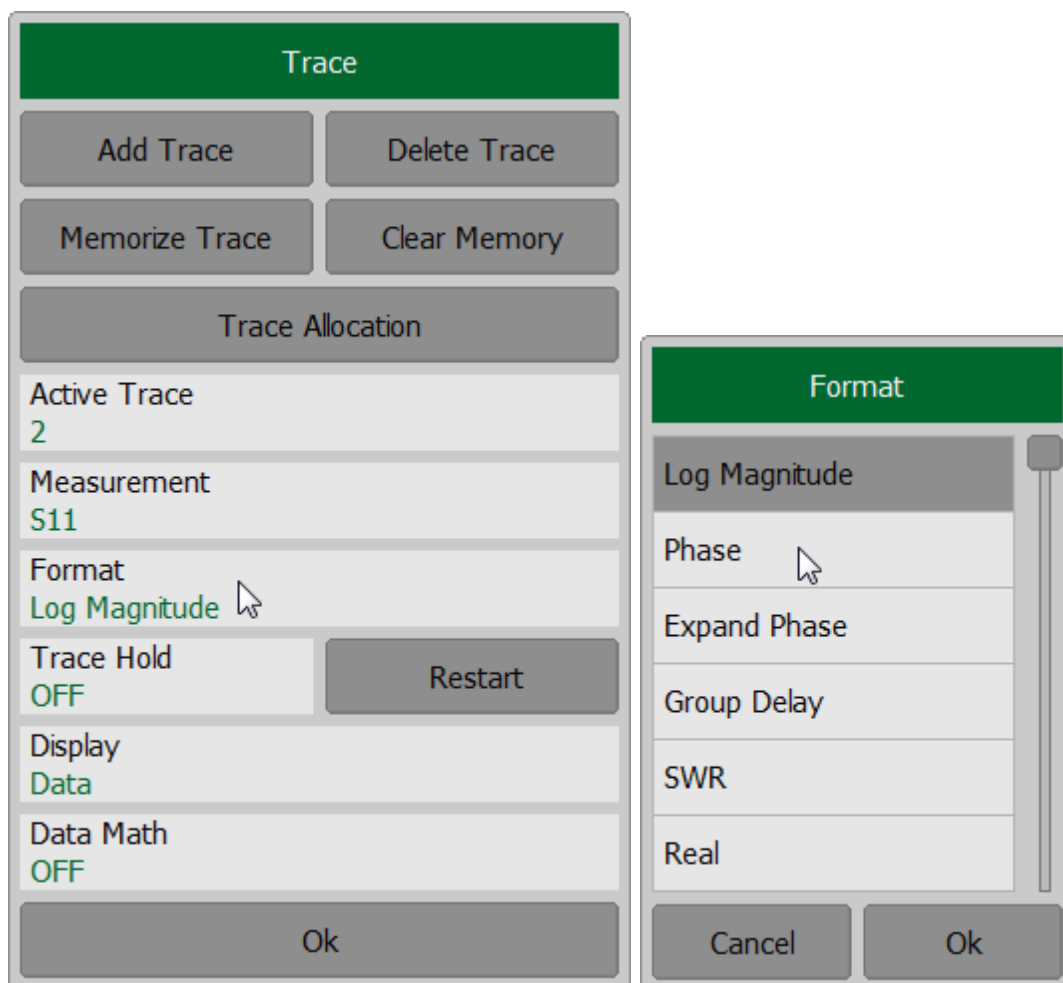 Trace
Add Trace
Delete Trace
Memorize Trace
Clear Memory
Trace Allocation
Active Trace
2
Measurement
S11
Format
Log Magnitude
Trace Hold
OFF
Restart
Display
Data
Data Math
OFF
Ok
Format
Log Magnitude
Phase
Expand Phase
Group Delay
SWR
Real
Cancel
Ok